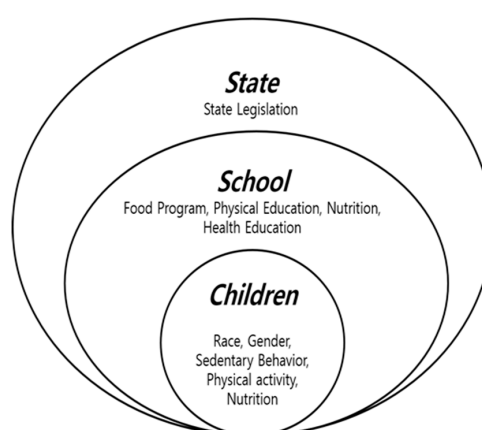 State
State Legislation
School
Food Program, Physical Education, Nutrition,
Health Education
Children
Race, Gender,
Sedentary Behavior,
Physical activity,
Nutrition